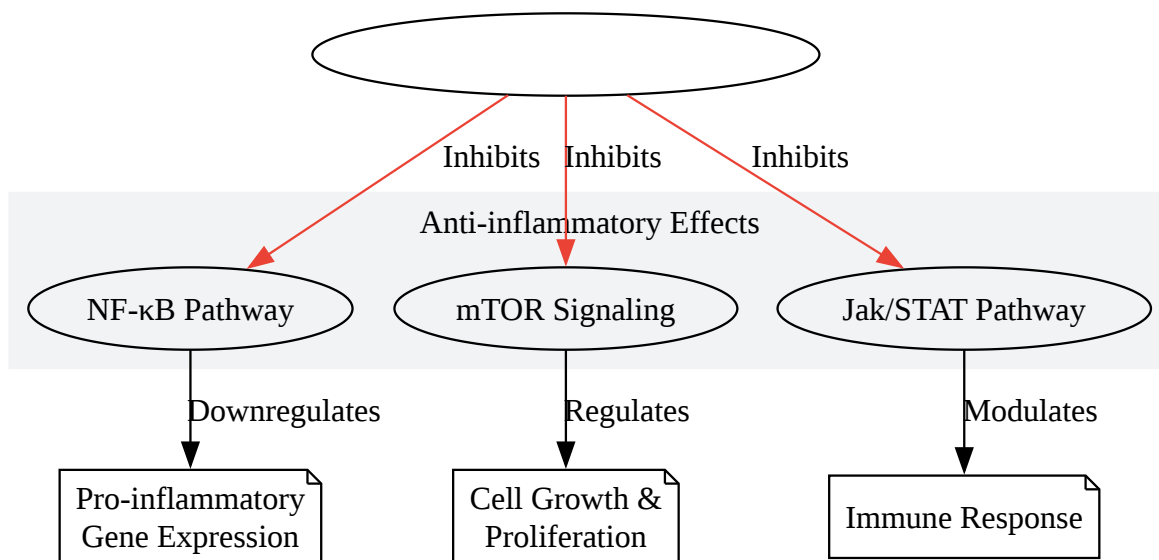 Inhibits
Inhibits
Inhibits
Anti-inflammatory Effects
NF-κB Pathway
mTOR Signaling
Jak/STAT Pathway
Downregulates
Regulates
Modulates
Pro-inflammatory
Gene Expression
Cell Growth &
Proliferation
Immune Response